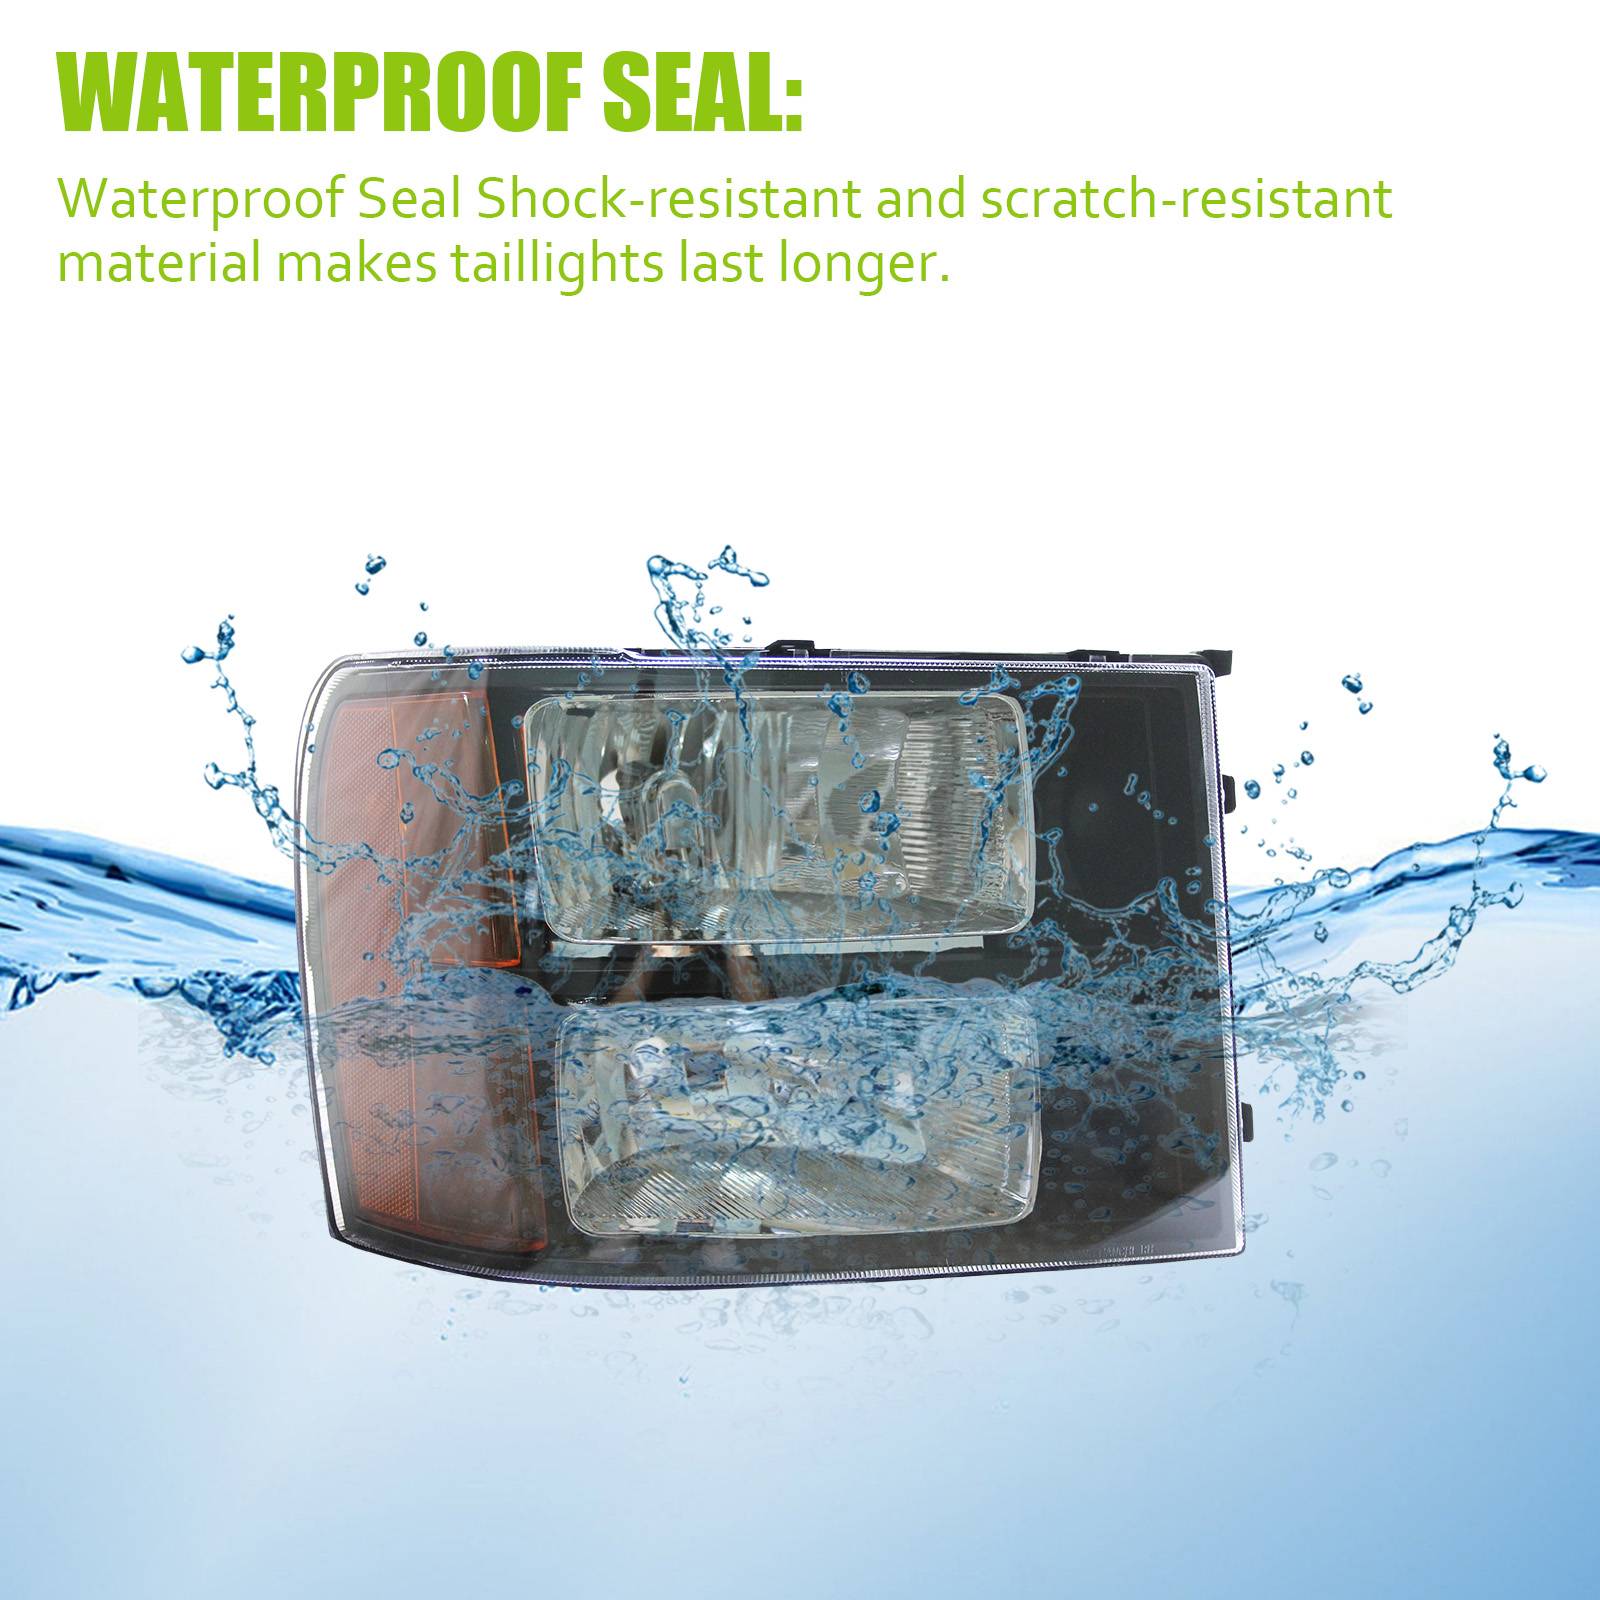 WATERPROOF SEAL:
Waterproof Seal Shock-resistant and scratch-resistant
material makes taillights last longer.